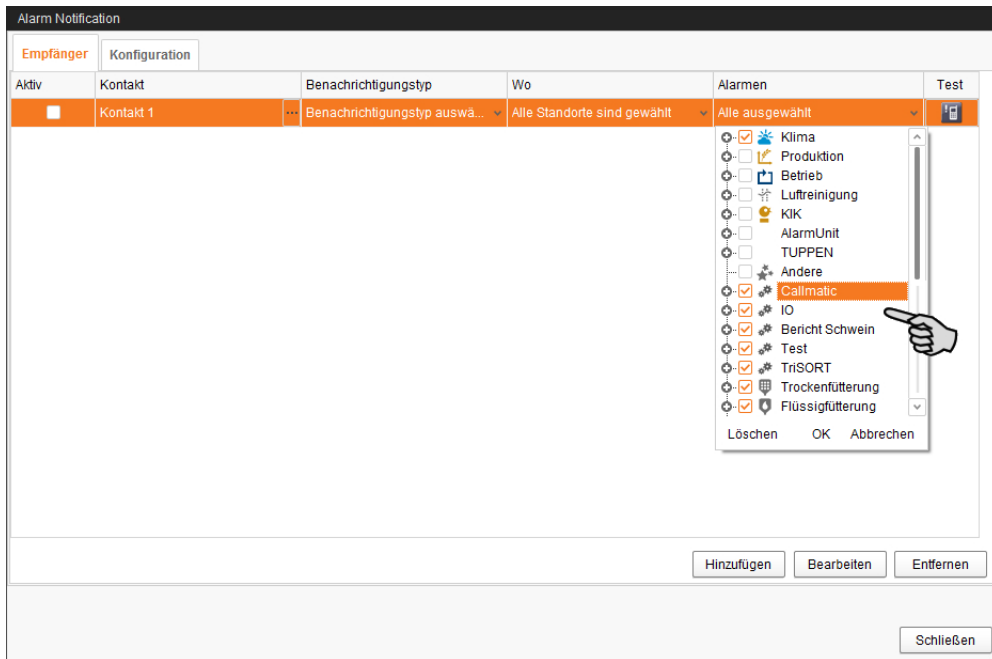 Alarm Notification
Empfänger Konfiguration
Aktiv Kontakt Benachrichtigungstyp Wo Alarmen Test
Kontakt 1 ... Benachrichtigungstyp auswä... Alle Standorte sind gewählt Alle ausgewählt
Klima
Produktion
Betrieb
Luftreinigung
KIK
AlarmUnit
TUPPEN
Andere
Callmatic
IO
Bericht Schwein
Test
TriSORT
Trockenfütterung
Flüssigfütterung
Löschen OK Abbrechen
Hinzufügen Bearbeiten Entfernen
Schließen